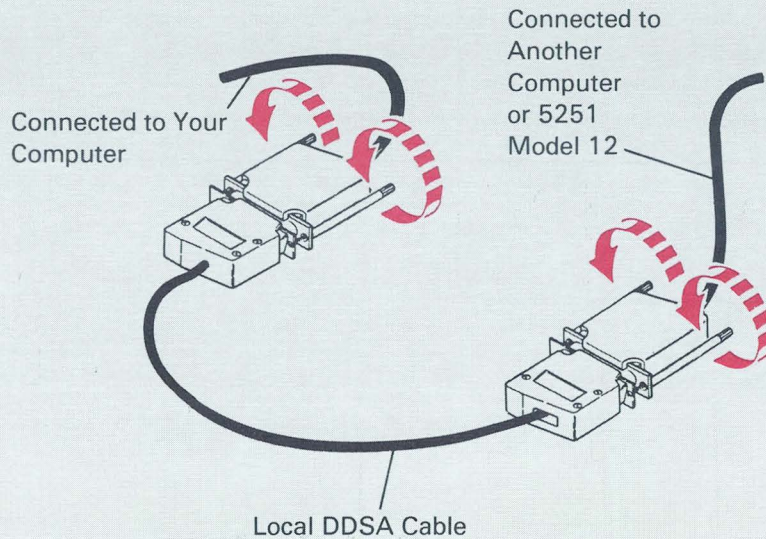 Connected to Your
Computer
Connected to
Another
Computer
or 5251
Model 12
Local DDSA Cable